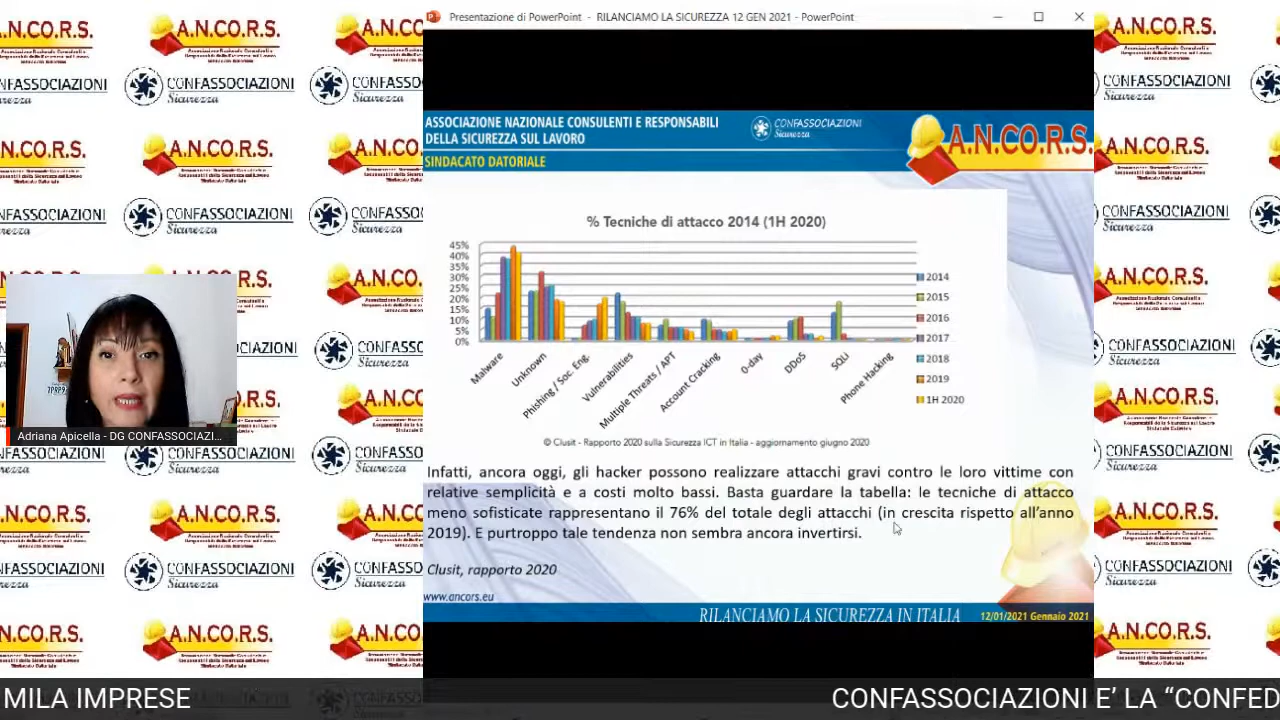 Presentazione di PowerPoint - RILANCIAMO LA SICUREZZA 12 GEN 2021 - PowerPoint
ASSOCIAZIONE NAZIONALE CONSULENTI E RESPONSABILI
DELLA SICUREZZA SUL LAVORO
SINDACATO DATORIALE
CONFASSOCIAZIONI
Sicurezza
A.N.CO.R.S.
% Tecniche di attacco 2014 (1H 2020)
45%
40%
35%
30%
25%
20%
15%
10%
5%
0%
Malware
Unknown
Phishing / Soc. Eng.
Vulnerabilities
Multiple Threats / APT
Account Cracking
0-day
DDOS
SQLI
Phone Hacking
2014
2015
2016
2017
2018
2019
1H 2020
© Clusit - Rapporto 2020 sulla Sicurezza ICT in Italia - aggiornamento giugno 2020
Infatti, ancora oggi, gli hacker possono realizzare attacchi gravi contro le loro vittime con
relative semplicità e a costi molto bassi. Basta guardare la tabella: le tecniche di attacco
meno sofisticate rappresentano il 76% del totale degli attacchi (in crescita rispetto all'anno
2019). E purtroppo tale tendenza non sembra ancora invertirsi.
Clusit, rapporto 2020
www.ancors.eu
RILANCIAMO LA SICUREZZA IN ITALIA
12/01/2021 Gennaio 2021
Adriana Apicella - DG CONFASSOCIAZI...
A.N.CO.R.S.
CONFASSOCIAZIONI
Sicurezza
MILA IMPRESE
CONFASSOCIAZIONI E' LA "CONFED